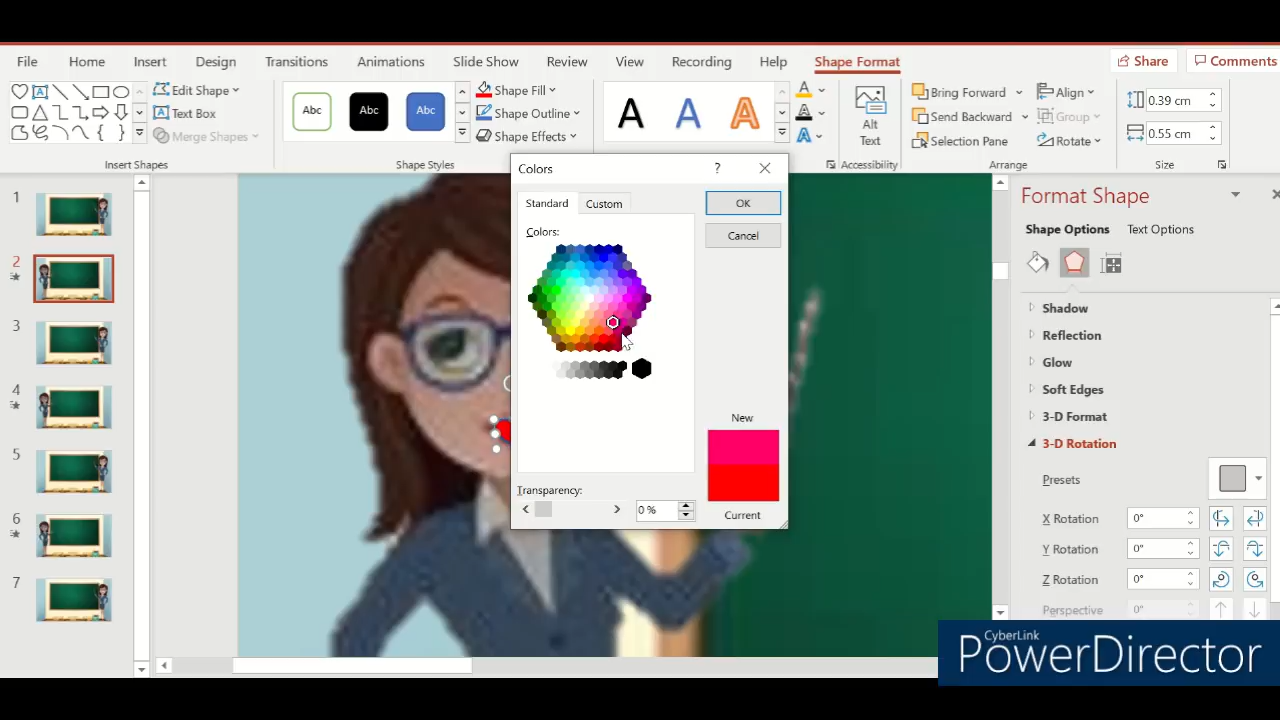 File Home Insert Design Transitions Animations Slide Show Review View Recording Help Shape Format Share Comments
Edit Shape
Text Box
Merge Shapes
Insert Shapes
Abc Abc Abc
Shape Styles
Shape Fill
Shape Outline
Shape Effects
A A A
A
A
A
Alt
Text
Accessibility
Bring Forward
Send Backward
Selection Pane
Align
Group
Rotate
Arrange
0.39 cm
0.55 cm
Size
1
2
3
4
5
6
7
Colors
?
Standard Custom
Colors:
OK
Cancel
New
Current
Transparency:
0 %
Format Shape
Shape Options Text Options
Shadow
Reflection
Glow
Soft Edges
3-D Format
3-D Rotation
Presets
X Rotation 0°
Y Rotation 0°
Z Rotation 0°
Perspective 0°
CyberLink
PowerDirector